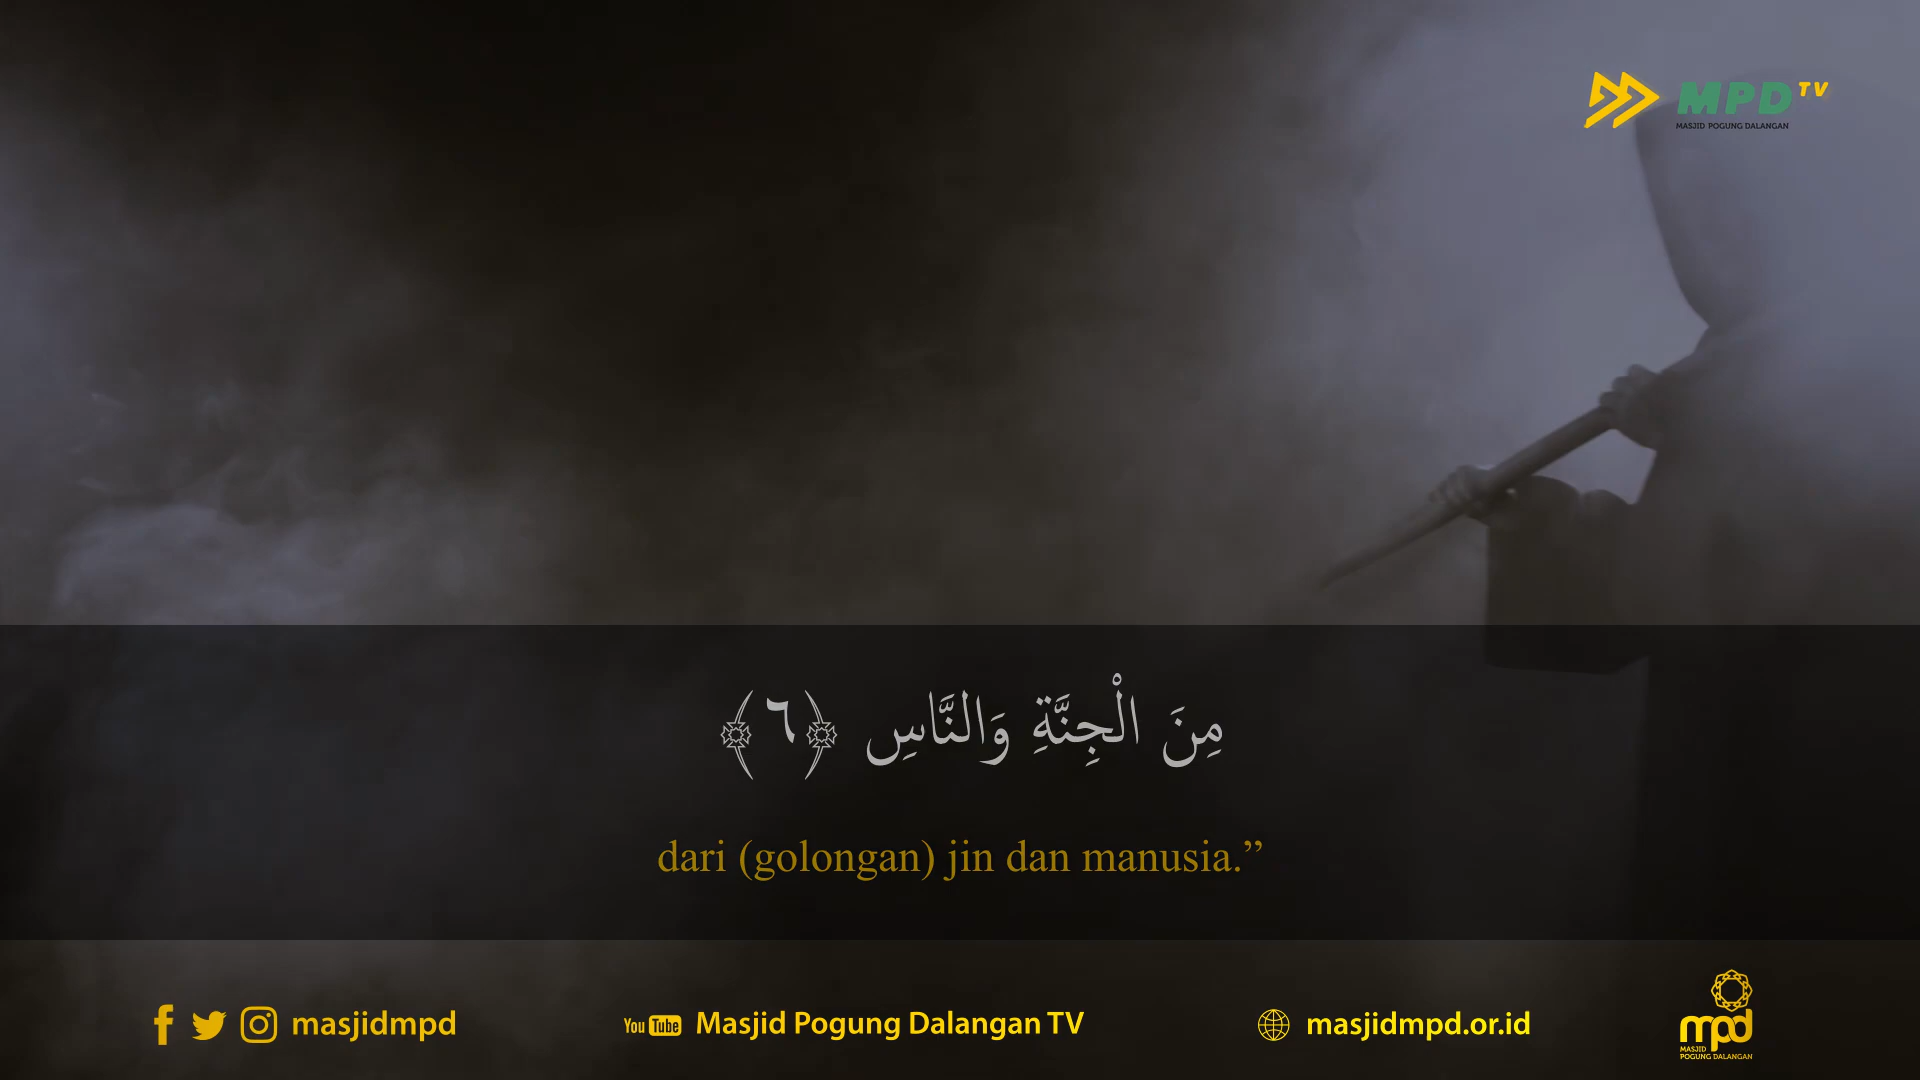 MPD TV
MASJID POGUNG DALANGAN
مِنَ الْجِنَّةِ وَالنَّاسِ ﴿٦﴾
dari (golongan) jin dan manusia.”
masjidmpd
You Tube Masjid Pogung Dalangan TV
masjidmpd.or.id
mpd
MASJID
POGUNG DALANGAN